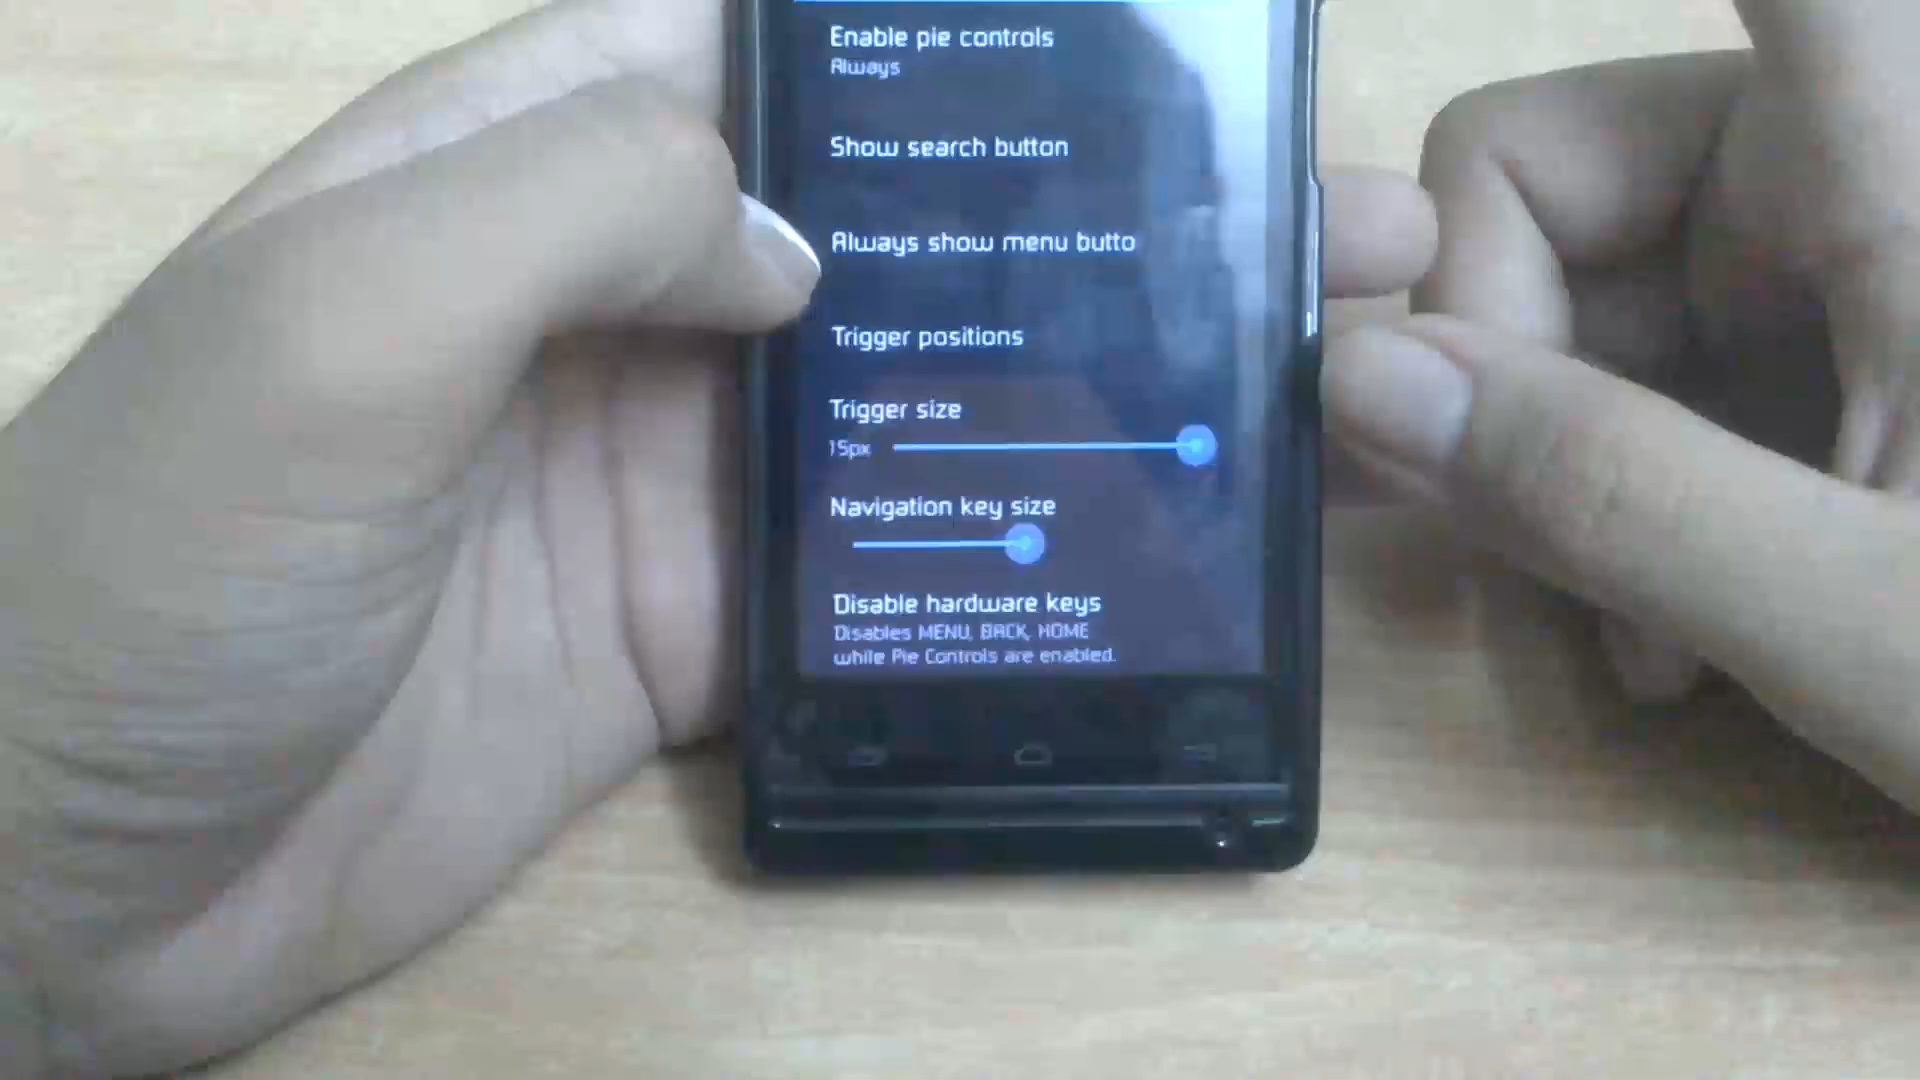 Enable pie controls
Always
Show search button
Always show menu butto
Trigger positions
Trigger size
15px
Navigation key size
Disable hardware keys
Disables MENU, BACK, HOME
while Pie Controls are enabled.